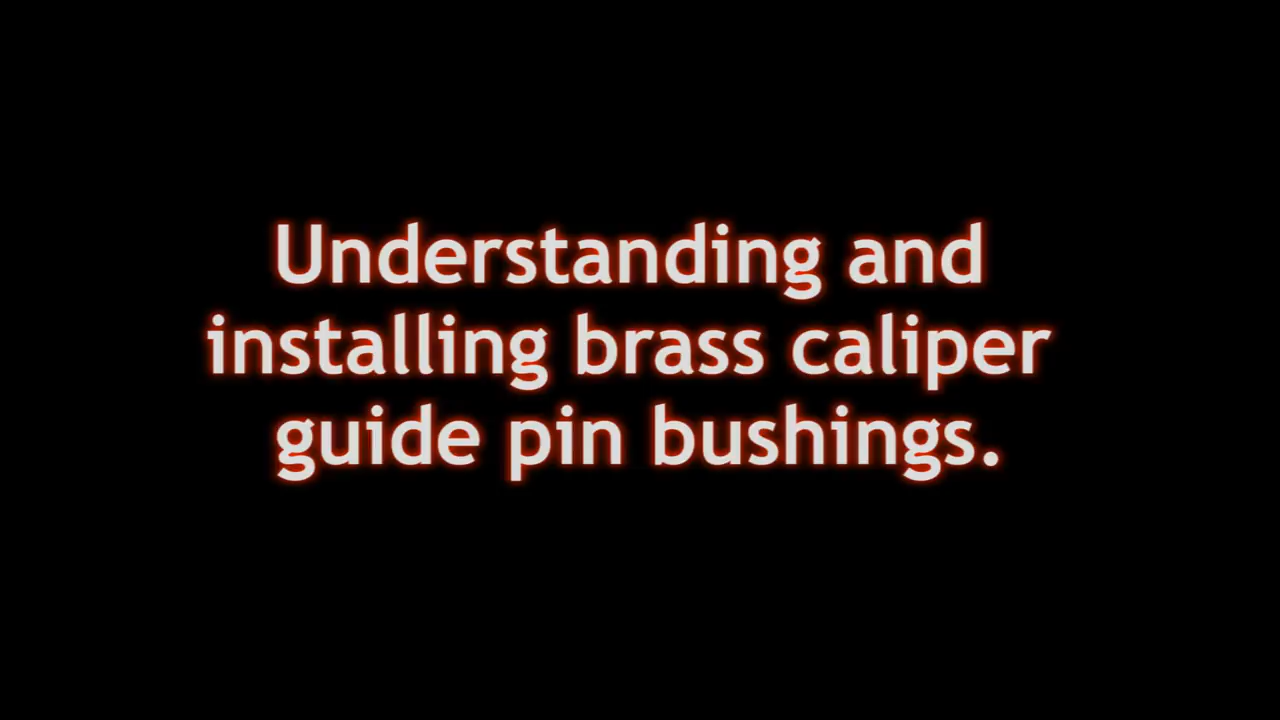 Understanding and
installing brass caliper
guide pin bushings.